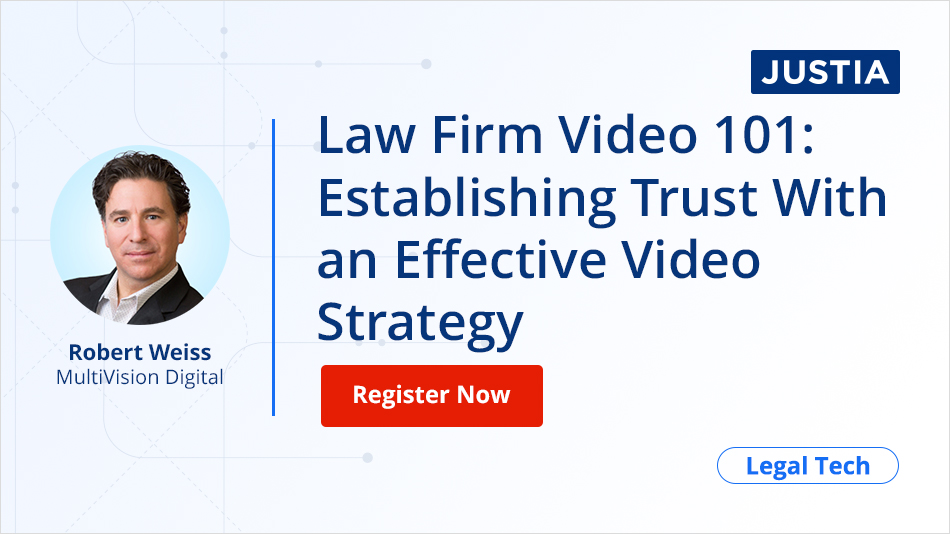 JUSTIA
Law Firm Video 101:
Establishing Trust With
an Effective Video
Strategy
Robert Weiss
MultiVision Digital
Register Now
Legal Tech